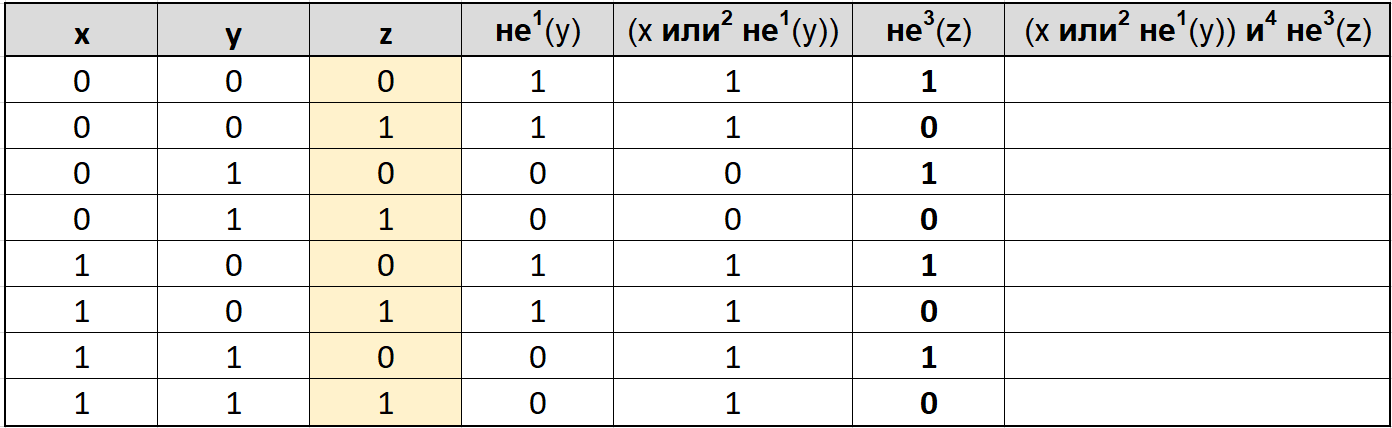 x y z не¹(y) (x или² не¹(y)) не³(z) (x или² не¹(y)) и⁴ не³(z)
0 0 0 1 1 1
0 0 1 1 1 0
0 1 0 0 0 1
0 1 1 0 0 0
1 0 0 1 1 1
1 0 1 1 1 0
1 1 0 0 1 1
1 1 1 0 1 0